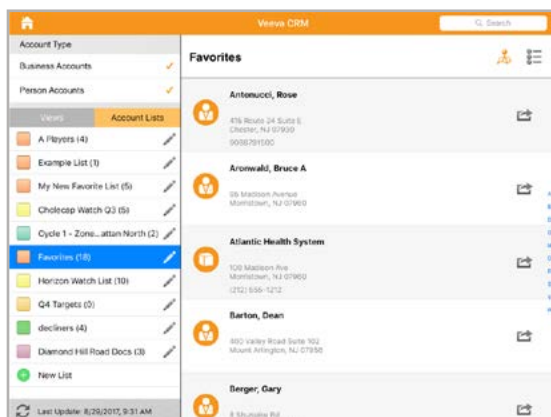 Veeva CRM
Search
Account Type
Business Accounts
Person Accounts
Views
Account Lists
A Players (4)
Example List (1)
My New Favorite List (5)
Cholecap Watch Q3 (5)
Cycle 1 - Zone...attan North (2)
Favorites (18)
Horizon Watch List (10)
Q4 Targets (0)
decliners (4)
Diamond Hill Road Docs (3)
New List
Last Update: 8/29/2017, 9:31 AM
Favorites
Antonucci, Rose
415 Route 24 Suite E
Chester, NJ 07930
9088791500
Aronwald, Bruce A
Madison Avenue
Morristown, NJ 07960
Atlantic Health System
100 Madison Ave
Morristown, NJ 07960
(212) 656-1212
Barton, Dean
400 Valley Road Suite 102
Mount Arlington, NJ 07856
Berger, Gary